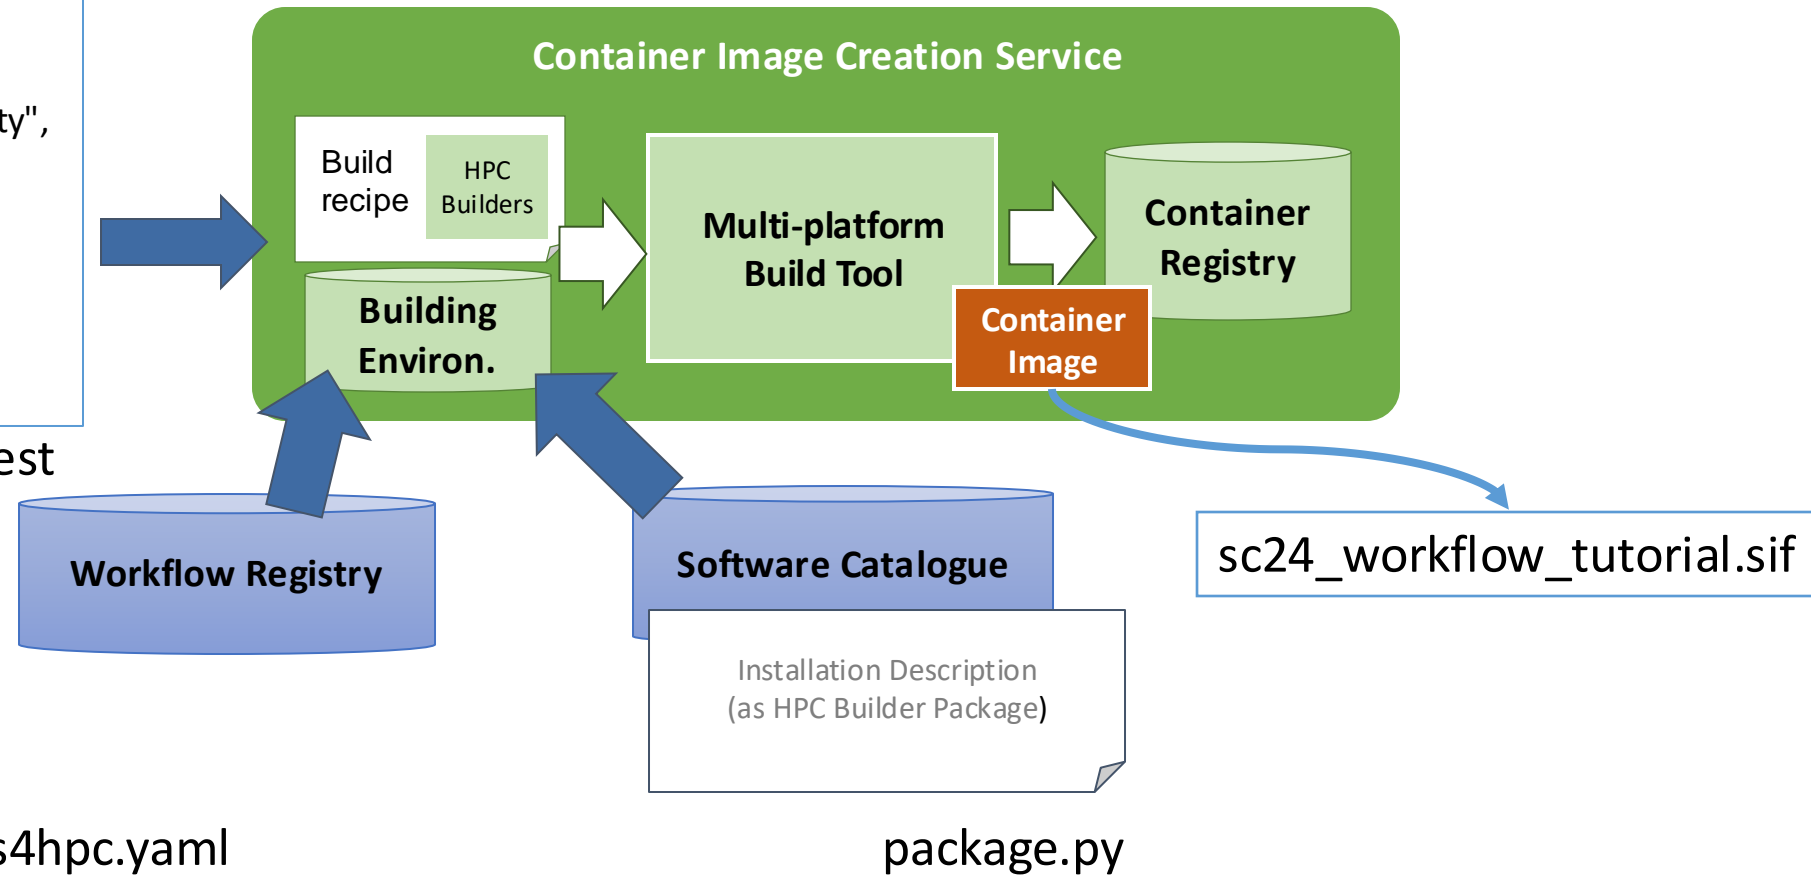 Container Image Creation Service
ty",
Build
recipe
HPC
Builders
Building
Environ.
Multi-platform
Build Tool
Container
Registry
Container
Image
est
Workflow Registry
Software Catalogue
sc24_workflow_tutorial.sif
Installation Description
(as HPC Builder Package)
s4hpc.yaml
package.py